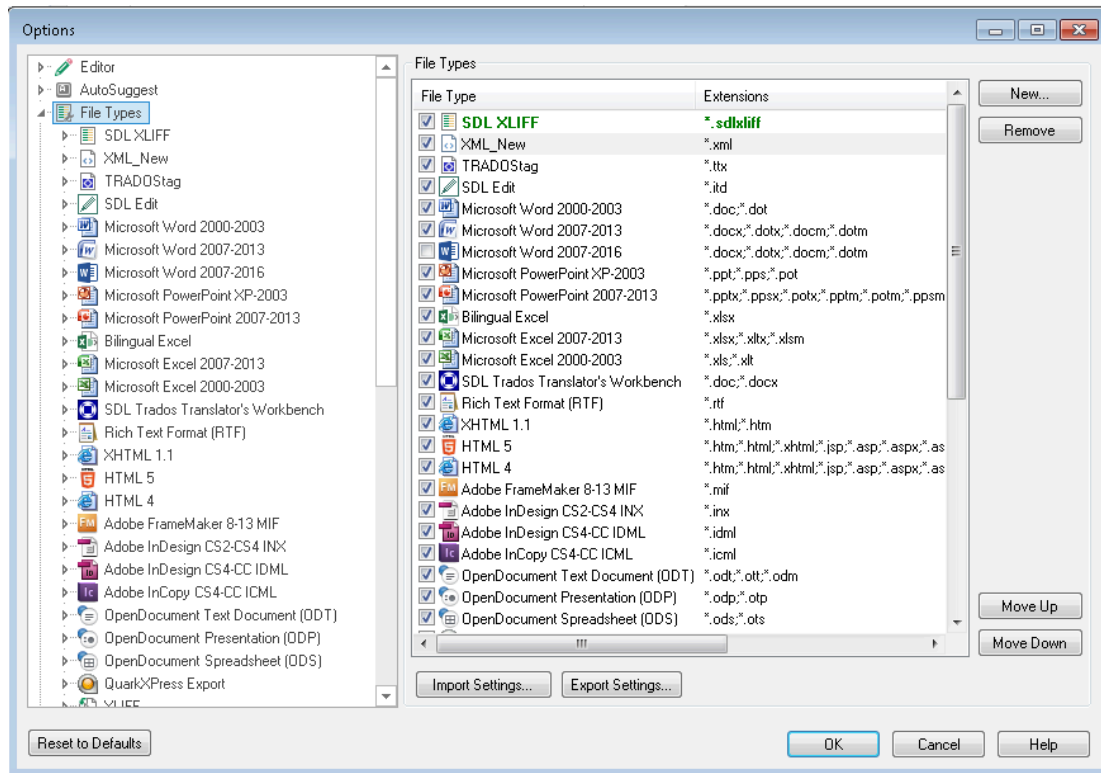 Options
Editor
AutoSuggest
File Types
SDL XLIFF
XML_New
TRADOStag
SDL Edit
Microsoft Word 2000-2003
Microsoft Word 2007-2013
Microsoft Word 2007-2016
Microsoft PowerPoint XP-2003
Microsoft PowerPoint 2007-2013
Bilingual Excel
Microsoft Excel 2007-2013
Microsoft Excel 2000-2003
SDL Trados Translator's Workbench
Rich Text Format (RTF)
XHTML 1.1
HTML 5
HTML 4
Adobe FrameMaker 8-13 MIF
Adobe InDesign CS2-CS4 INX
Adobe InDesign CS4-CC IDML
Adobe InCopy CS4-CC ICML
OpenDocument Text Document (ODT)
OpenDocument Presentation (ODP)
OpenDocument Spreadsheet (ODS)
QuarkXPress Export
XLIFF
File Types
File Type Extensions
SDL XLIFF *.sdlxliff
XML_New *.xml
TRADOStag *.ttx
SDL Edit *.itd
Microsoft Word 2000-2003 *.doc;*.dot
Microsoft Word 2007-2013 *.docx;*.dotx;*.docm;*.dotm
Microsoft Word 2007-2016 *.docx;*.dotx;*.docm;*.dotm
Microsoft PowerPoint XP-2003 *.ppt;*.pps;*.pot
Microsoft PowerPoint 2007-2013 *.pptx;*.ppsx;*.potx;*.pptm;*.potm;*.ppsm
Bilingual Excel *.xlsx
Microsoft Excel 2007-2013 *.xlsx;*.xltx;*.xlsm
Microsoft Excel 2000-2003 *.xls;*.xlt
SDL Trados Translator's Workbench *.doc;*.docx
Rich Text Format (RTF) *.rtf
XHTML 1.1 *.html;*.htm
HTML 5 *.htm;*.html;*.xhtml;*.jsp;*.asp;*.aspx;*.as
HTML 4 *.htm;*.html;*.xhtml;*.jsp;*.asp;*.aspx;*.as
Adobe FrameMaker 8-13 MIF *.mif
Adobe InDesign CS2-CS4 INX *.inx
Adobe InDesign CS4-CC IDML *.idml
Adobe InCopy CS4-CC ICML *.icml
OpenDocument Text Document (ODT) *.odt;*.ott;*.odm
OpenDocument Presentation (ODP) *.odp;*.otp
OpenDocument Spreadsheet (ODS) *.ods;*.ots
New...
Remove
Move Up
Move Down
Import Settings... Export Settings...
Reset to Defaults OK Cancel Help